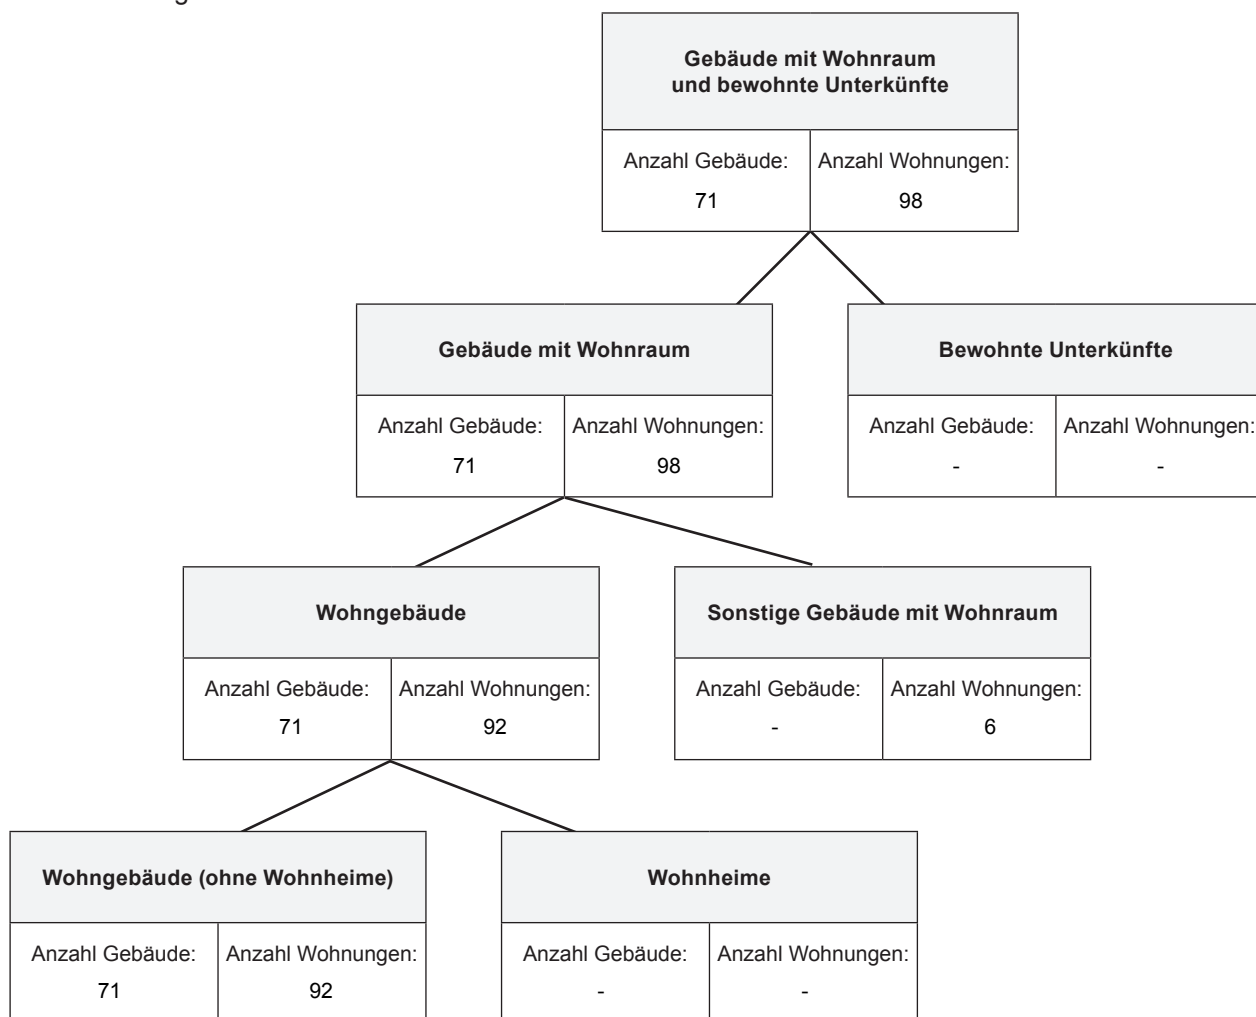 Gebäude mit Wohnraum
und bewohnte Unterkünfte
Anzahl Gebäude: Anzahl Wohnungen:
71 98
Gebäude mit Wohnraum
Bewohnte Unterkünfte
Anzahl Gebäude: Anzahl Wohnungen:
71 98
Anzahl Gebäude: Anzahl Wohnungen:
- -
Wohngebäude
Sonstige Gebäude mit Wohnraum
Anzahl Gebäude: Anzahl Wohnungen:
71 92
Anzahl Gebäude: Anzahl Wohnungen:
- 6
Wohngebäude (ohne Wohnheime)
Wohnheime
Anzahl Gebäude: Anzahl Wohnungen:
71 92
Anzahl Gebäude: Anzahl Wohnungen:
- -